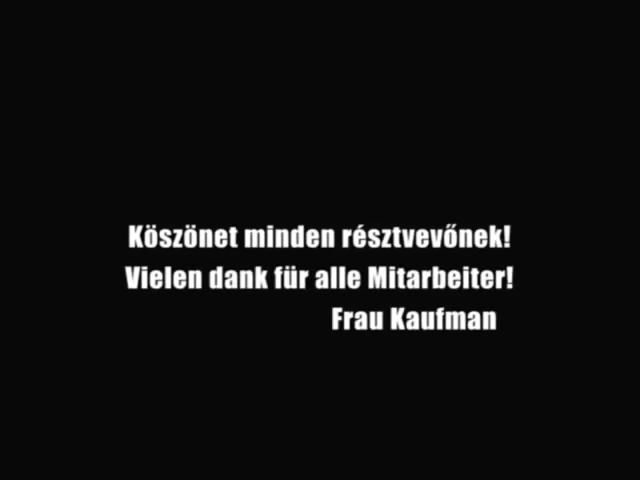 Köszönet minden résztvevőnek!
Vielen dank für alle Mitarbeiter!
Frau Kaufman